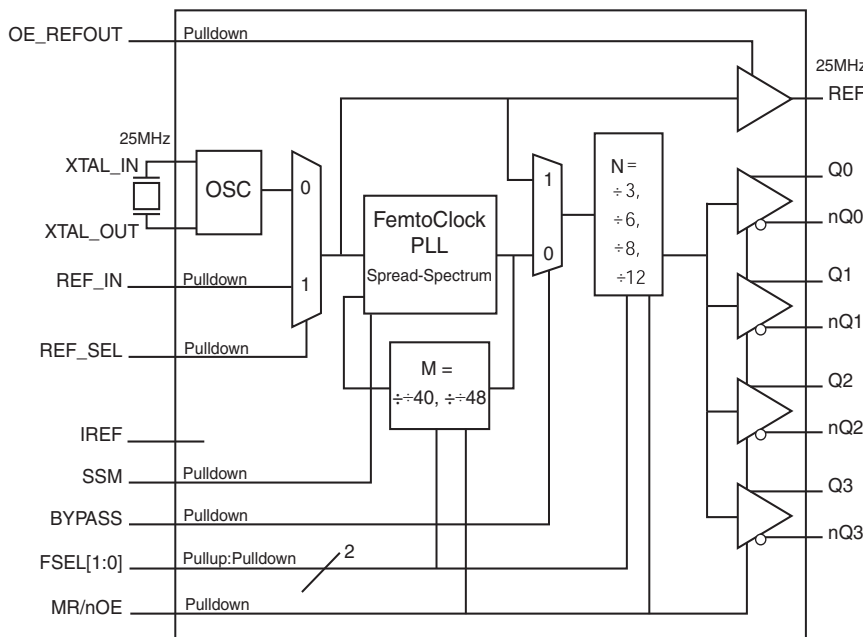 OE_REFOUT
Pulldown
25MHz
REF
25MHz
XTAL_IN
OSC
XTAL_OUT
0
1
REF_IN
Pulldown
REF_SEL
Pulldown
FemtoClock
PLL
Spread-Spectrum
1
0
N=
÷3,
÷6,
÷8,
÷12
M =
÷÷40, ÷÷48
IREF
SSM
Pulldown
BYPASS
Pulldown
FSEL[1:0]
Pullup:Pulldown
2
MR/nOE
Pulldown
Q0
nQ0
Q1
nQ1
Q2
nQ2
Q3
nQ3